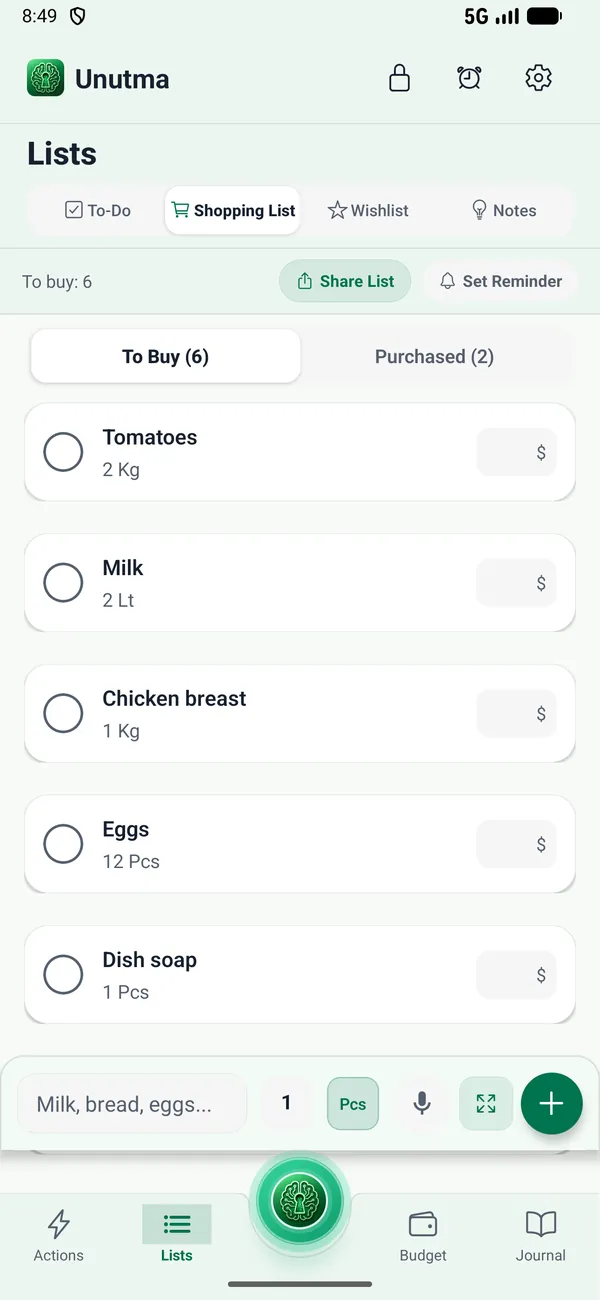 8:49
5G
Unutma
Lists
To-Do
Shopping List
Wishlist
Notes
To buy: 6
Share List
Set Reminder
To Buy (6)
Purchased (2)
Tomatoes
2 Kg
$
Milk
2 Lt
$
Chicken breast
1 Kg
$
Eggs
12 Pcs
$
Dish soap
1 Pcs
$
Milk, bread, eggs...
1
Pcs
Actions
Lists
Budget
Journal